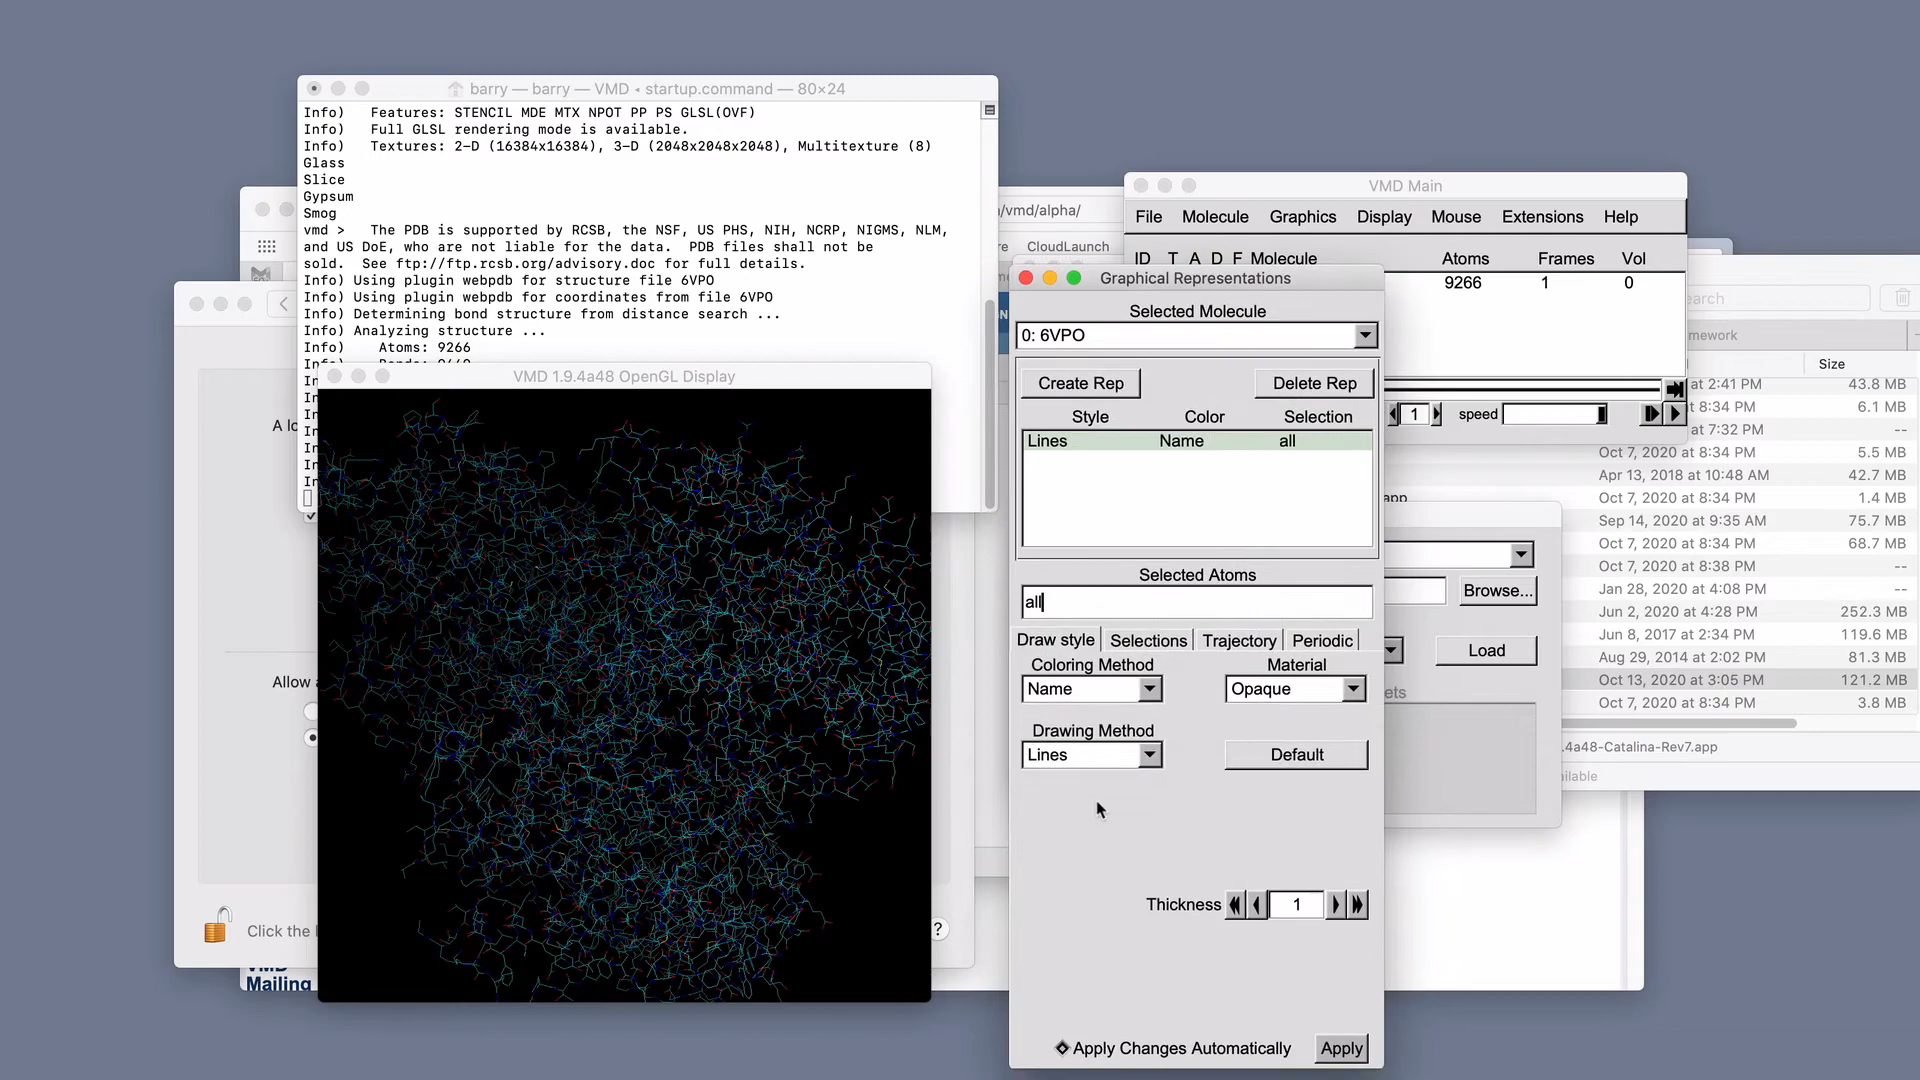 barry — barry — VMD ◂ startup.command — 80×24
Info)   Features: STENCIL MDE MTX NPOT PP PS GLSL(OVF)
Info)   Full GLSL rendering mode is available.
Info)   Textures: 2-D (16384x16384), 3-D (2048x2048x2048), Multitexture (8)
Glass
Slice
Gypsum
Smog
vmd >   The PDB is supported by RCSB, the NSF, US PHS, NIH, NCRP, NIGMS, NLM,
and US DoE, who are not liable for the data.  PDB files shall not be
sold.  See ftp://ftp.rcsb.org/advisory.doc for full details.
Info) Using plugin webpdb for structure file 6VPO
Info) Using plugin webpdb for coordinates from file 6VPO
Info) Determining bond structure from distance search ...
Info) Analyzing structure ...
Info)    Atoms: 9266
VMD 1.9.4a48 OpenGL Display
/vmd/alpha/
CloudLaunch
VMD Main
File Molecule Graphics Display Mouse Extensions Help
ID T A D F Molecule Atoms Frames Vol
9266 1 0
1 speed
Graphical Representations
Selected Molecule
0: 6VPO
Create Rep Delete Rep
Style Color Selection
Lines Name all
Selected Atoms
all
Draw style Selections Trajectory Periodic
Coloring Method Material
Name Opaque
Drawing Method
Lines Default
Thickness 1
Apply Changes Automatically Apply
app
Browse...
Load
Size
at 2:41 PM 43.8 MB
at 8:34 PM 6.1 MB
at 7:32 PM --
Oct 7, 2020 at 8:34 PM 5.5 MB
Apr 13, 2018 at 10:48 AM 42.7 MB
Oct 7, 2020 at 8:34 PM 1.4 MB
Sep 14, 2020 at 9:35 AM 75.7 MB
Oct 7, 2020 at 8:34 PM 68.7 MB
Oct 7, 2020 at 8:38 PM --
Jan 28, 2020 at 4:08 PM --
Jun 2, 2020 at 4:28 PM 252.3 MB
Jun 8, 2017 at 2:34 PM 119.6 MB
Aug 29, 2014 at 2:02 PM 81.3 MB
Oct 13, 2020 at 3:05 PM 121.2 MB
Oct 7, 2020 at 8:34 PM 3.8 MB
.4a48-Catalina-Rev7.app
Allow
Click the
?
Mailing